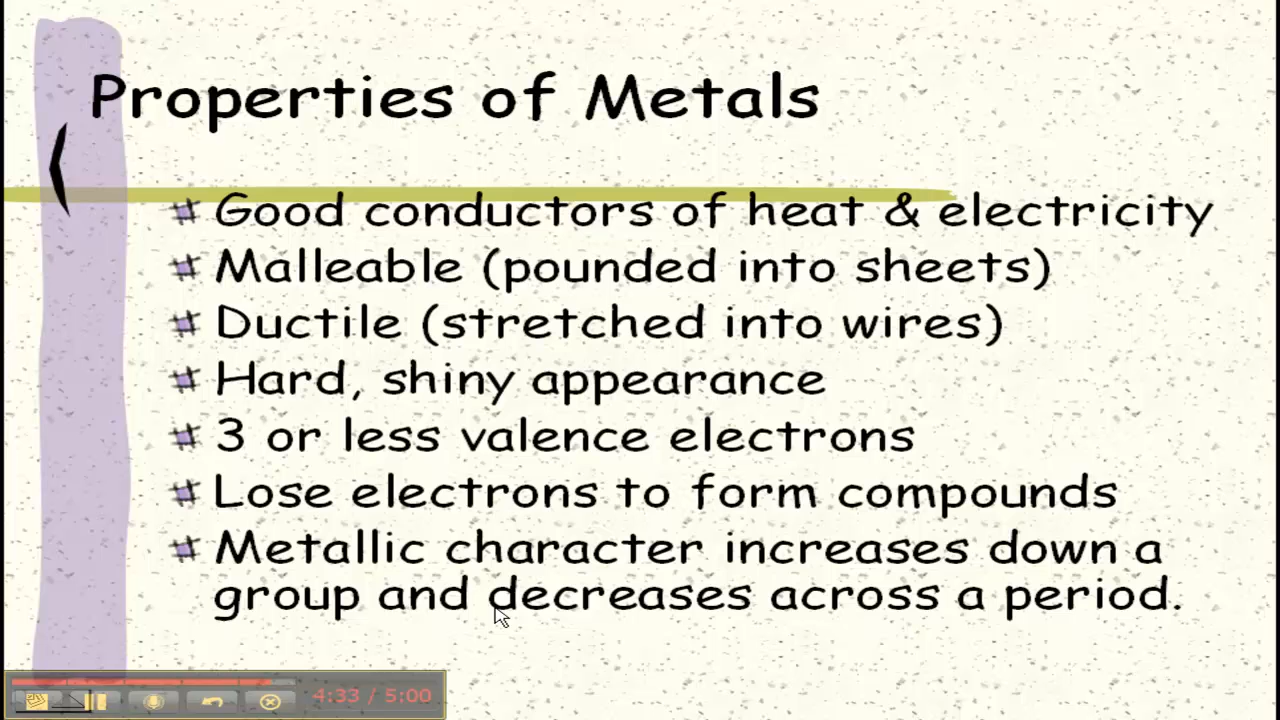 Properties of Metals
Good conductors of heat & electricity
Malleable (pounded into sheets)
Ductile (stretched into wires)
Hard, shiny appearance
3 or less valence electrons
Lose electrons to form compounds
Metallic character increases down a
group and decreases across a period.
4:33 / 5:00